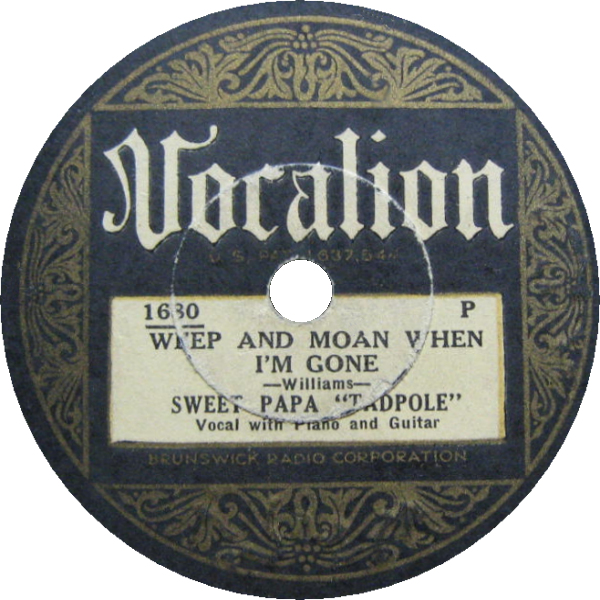 Vocalion
U.S. PAT. 1,637,544
1680
P
WEEP AND MOAN WHEN
I'M GONE
—Williams—
SWEET PAPA "TADPOLE"
Vocal with Piano and Guitar
BRUNSWICK RADIO CORPORATION